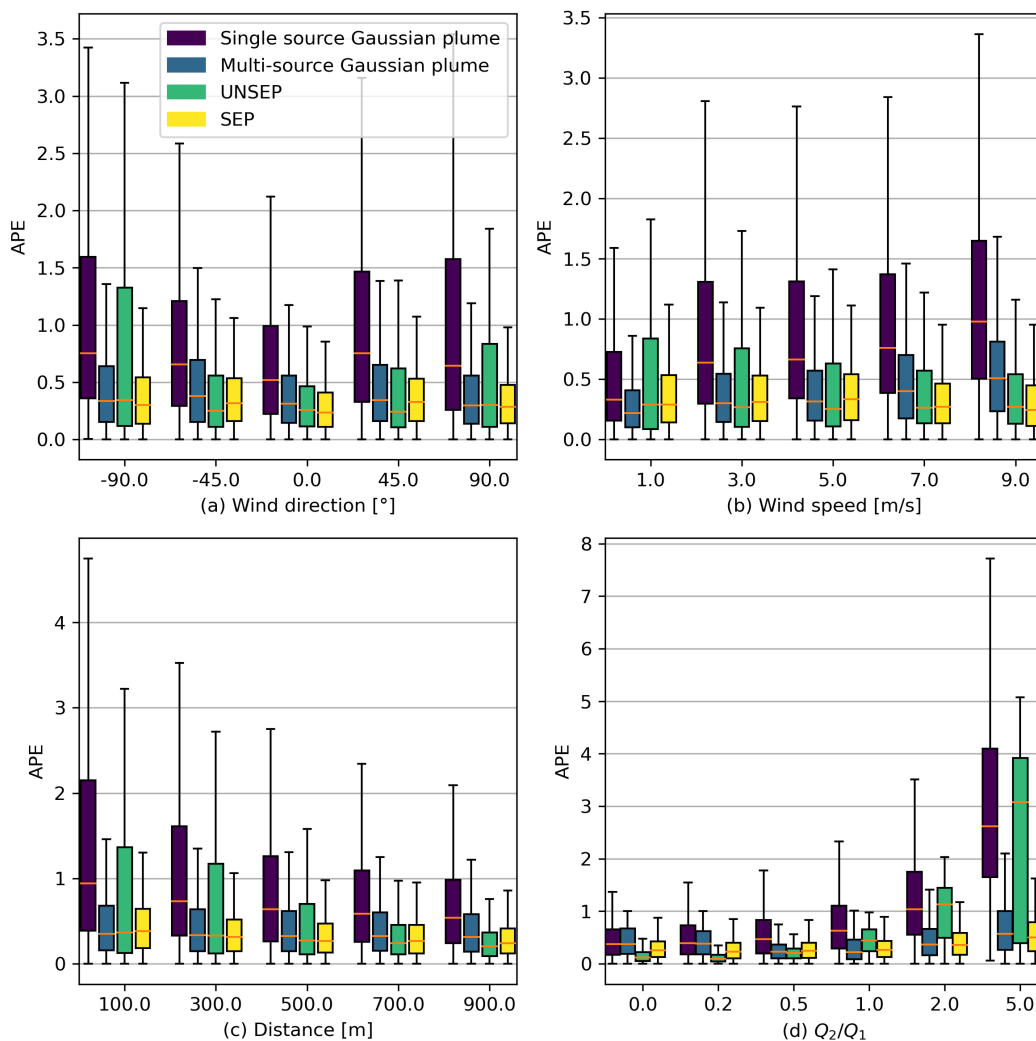 Single source Gaussian plume
Multi-source Gaussian plume
UNSEP
SEP
3.5
3.0
2.5
2.0
1.5
1.0
0.5
0.0
APE
-90.0 -45.0 0.0 45.0 90.0
(a) Wind direction [°]
3.5
3.0
2.5
2.0
1.5
1.0
0.5
0.0
APE
1.0 3.0 5.0 7.0 9.0
(b) Wind speed [m/s]
4
3
2
1
0
APE
100.0 300.0 500.0 700.0 900.0
(c) Distance [m]
8
7
6
5
4
3
2
1
0
APE
0.0 0.2 0.5 1.0 2.0 5.0
(d) Q₂/Q₁